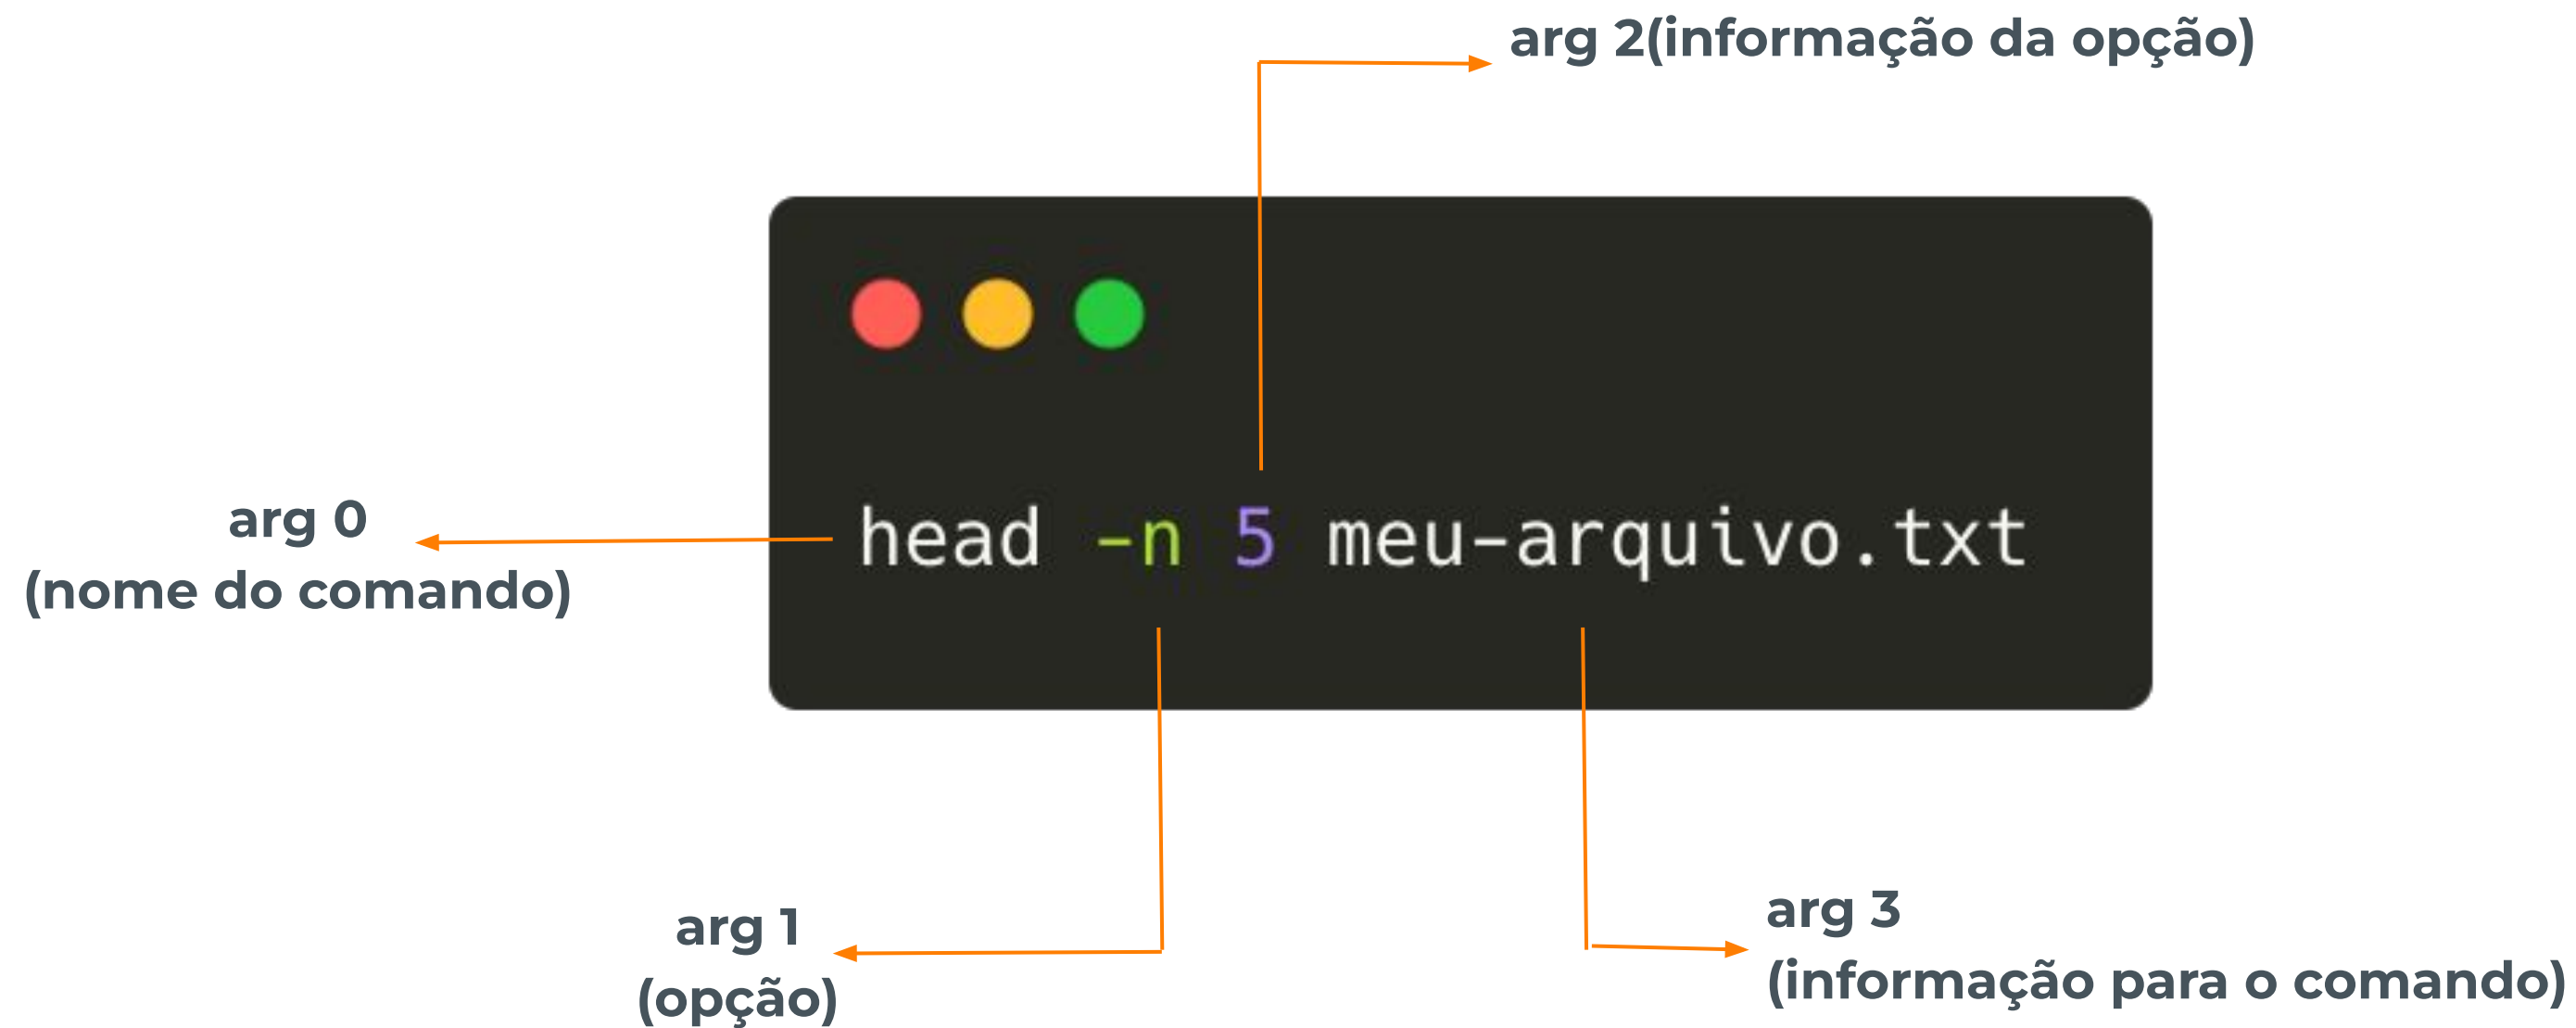 arg 2(informação da opção)
arg 0
(nome do comando)
head -n 5 meu-arquivo.txt
arg 1
(opção)
arg 3
(informação para o comando)